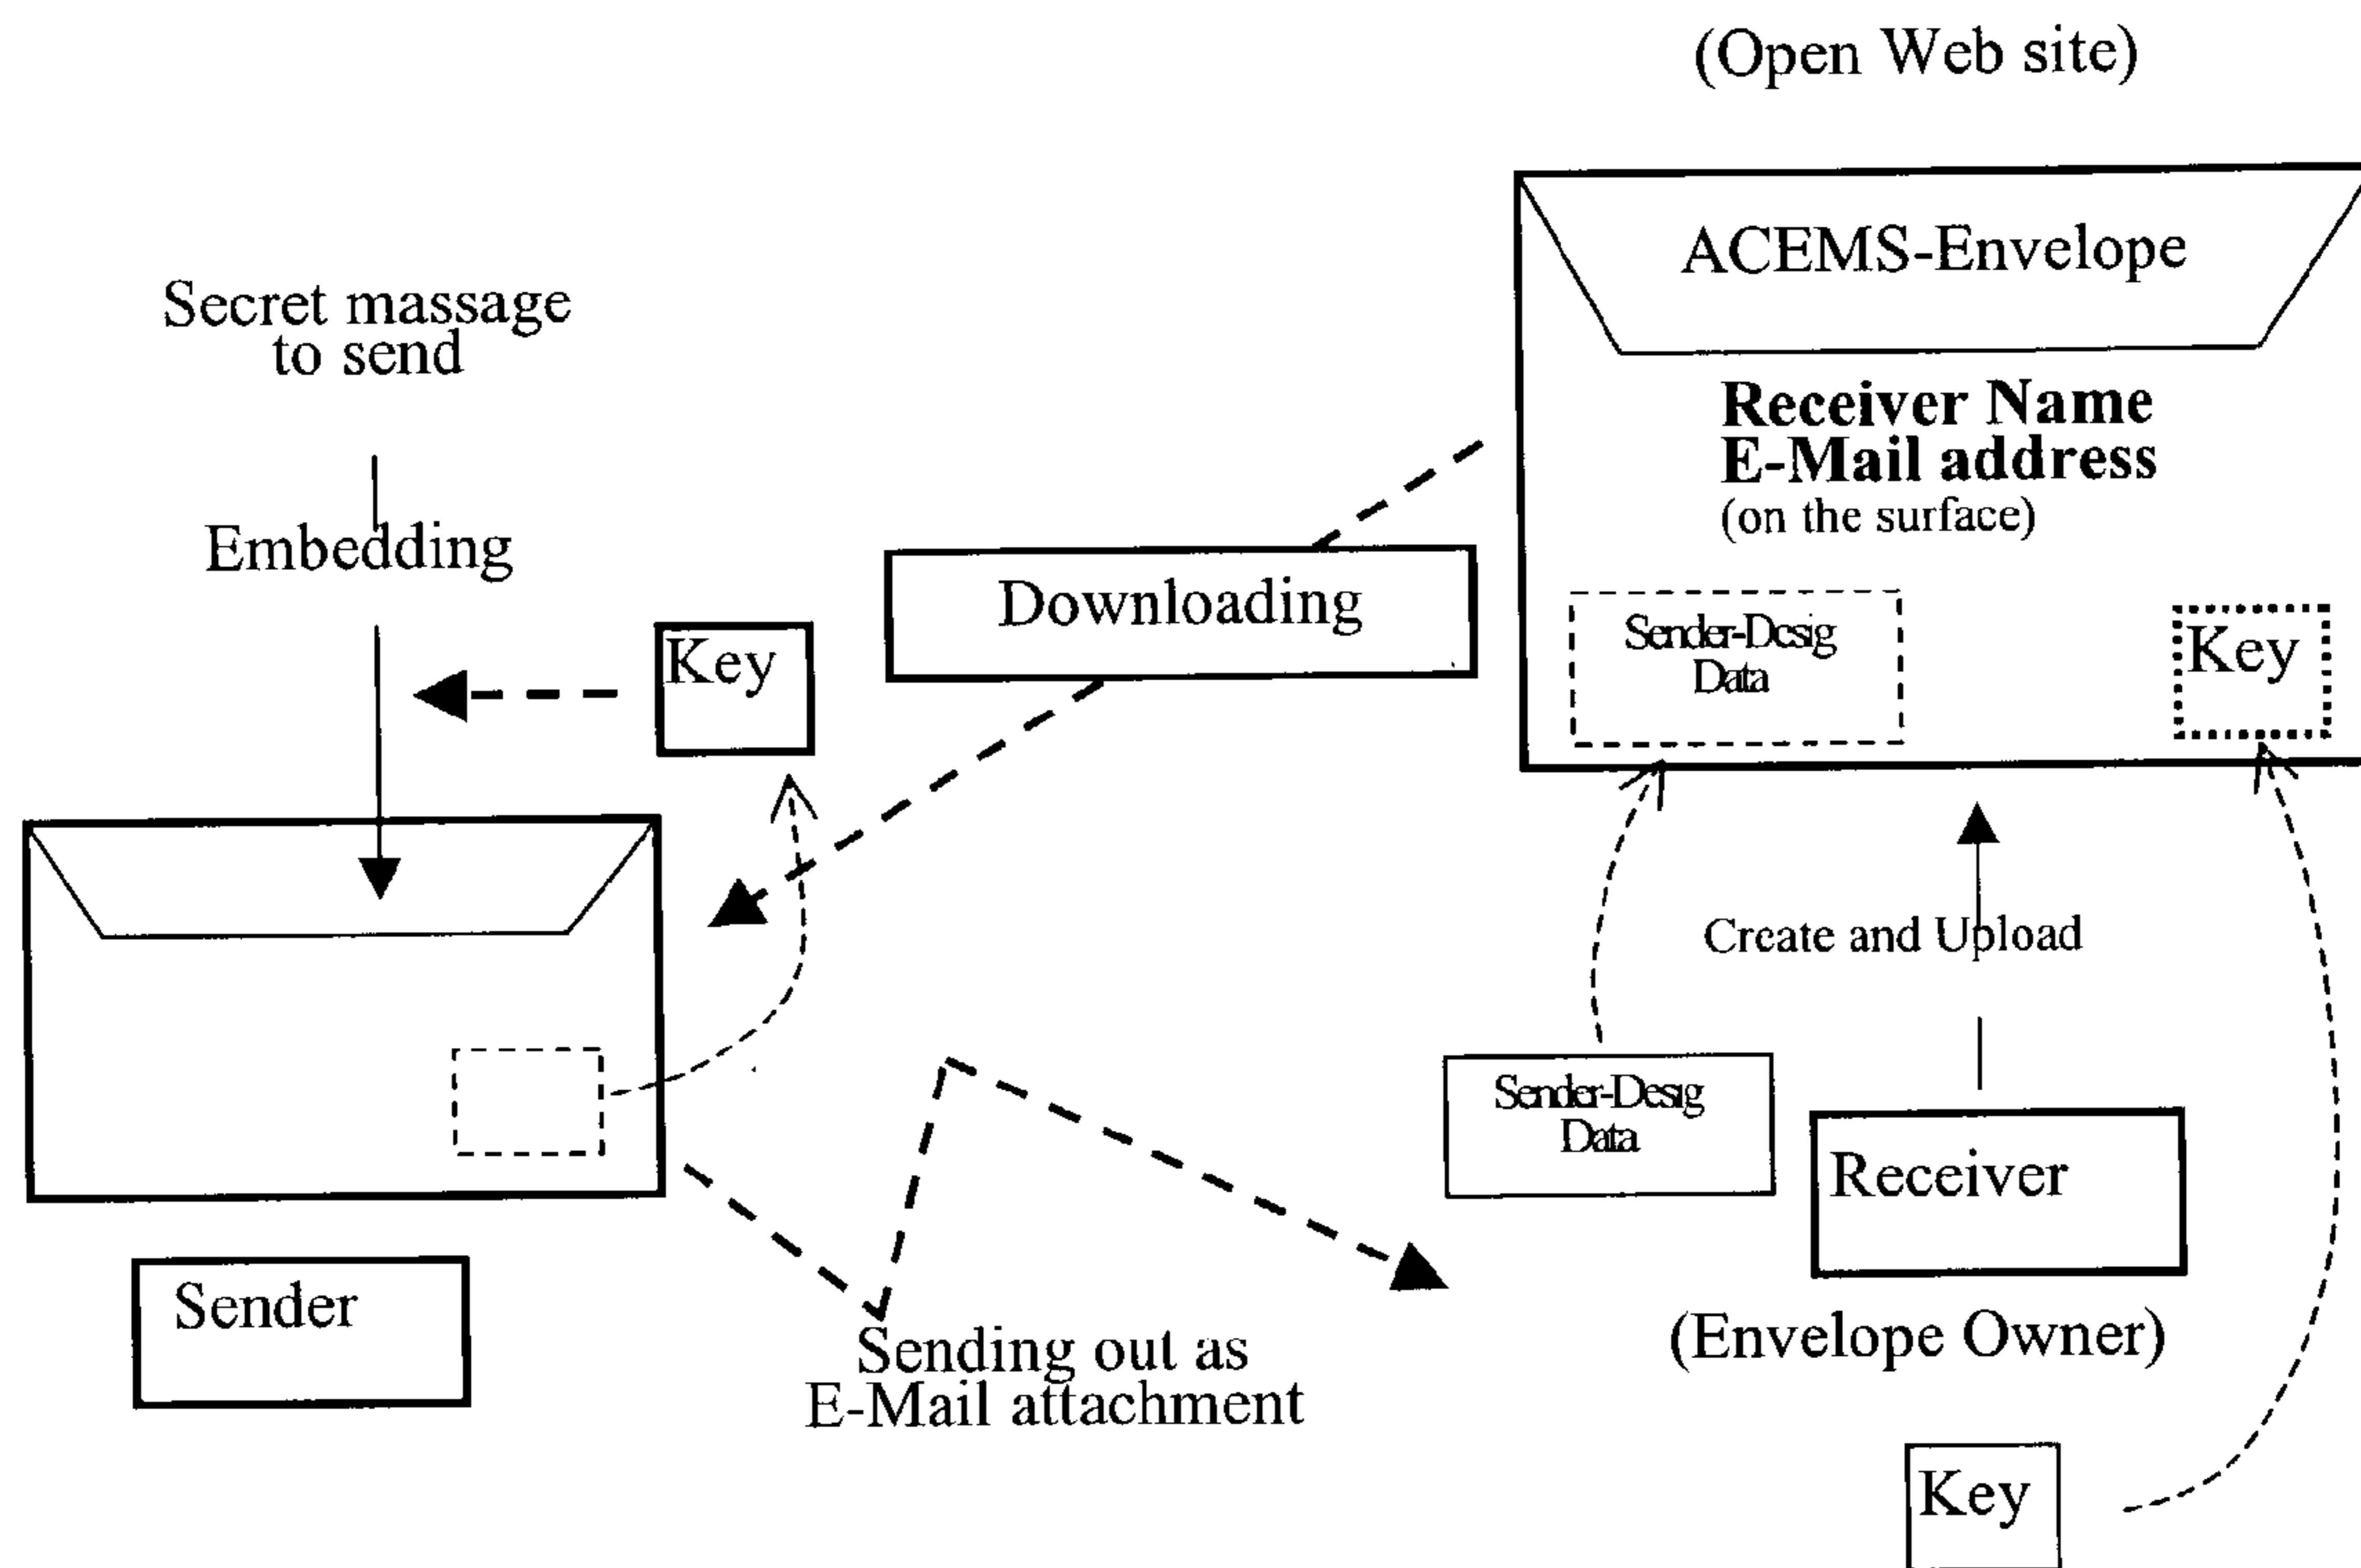 (Open Web site)
ACEMS-Envelope
Receiver Name
E-Mail address
(on the surface)
Sender-Desig
Data
Key
Secret massage
to send
Embedding
Key
Downloading
Create and Upload
Sender-Desig
Data
Receiver
(Envelope Owner)
Key
Sender
Sending out as
E-Mail attachment